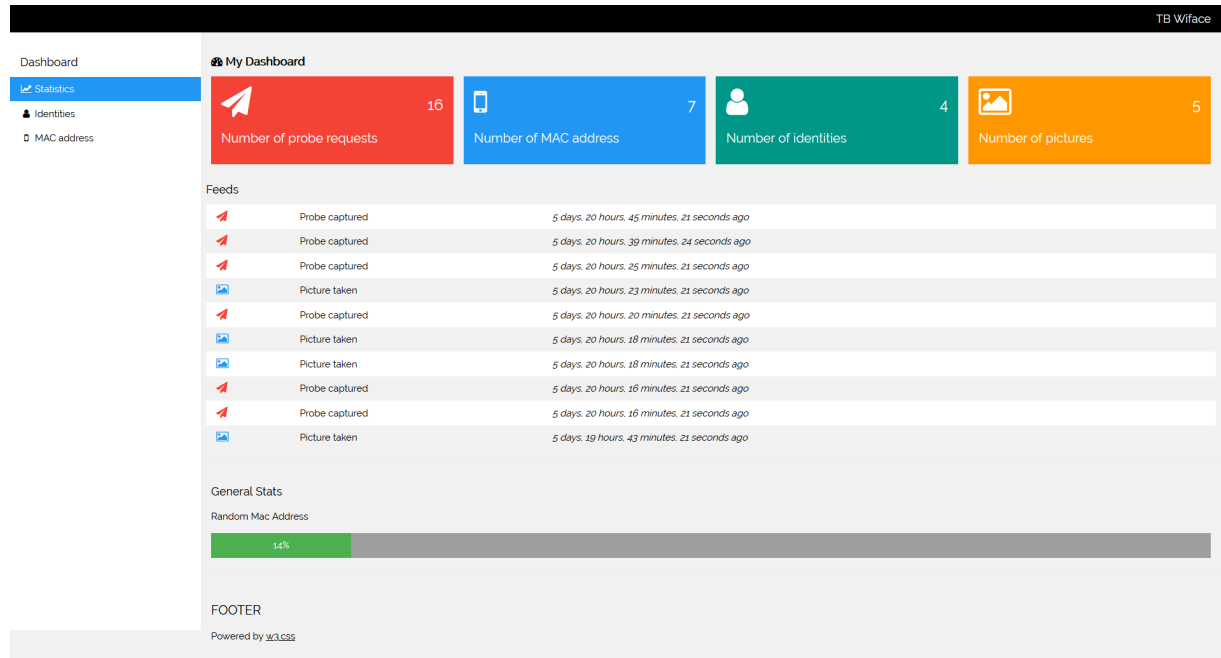 TB Wiface
Dashboard
Statistics
Identities
MAC address
My Dashboard
16
Number of probe requests
7
Number of MAC address
4
Number of identities
5
Number of pictures
Feeds
Probe captured 5 days, 20 hours, 45 minutes, 21 seconds ago
Probe captured 5 days, 20 hours, 39 minutes, 24 seconds ago
Probe captured 5 days, 20 hours, 25 minutes, 21 seconds ago
Picture taken 5 days, 20 hours, 23 minutes, 21 seconds ago
Probe captured 5 days, 20 hours, 20 minutes, 21 seconds ago
Picture taken 5 days, 20 hours, 18 minutes, 21 seconds ago
Picture taken 5 days, 20 hours, 18 minutes, 21 seconds ago
Probe captured 5 days, 20 hours, 16 minutes, 21 seconds ago
Probe captured 5 days, 20 hours, 16 minutes, 21 seconds ago
Picture taken 5 days, 19 hours, 43 minutes, 21 seconds ago
General Stats
Random Mac Address
14%
FOOTER
Powered by w3.css